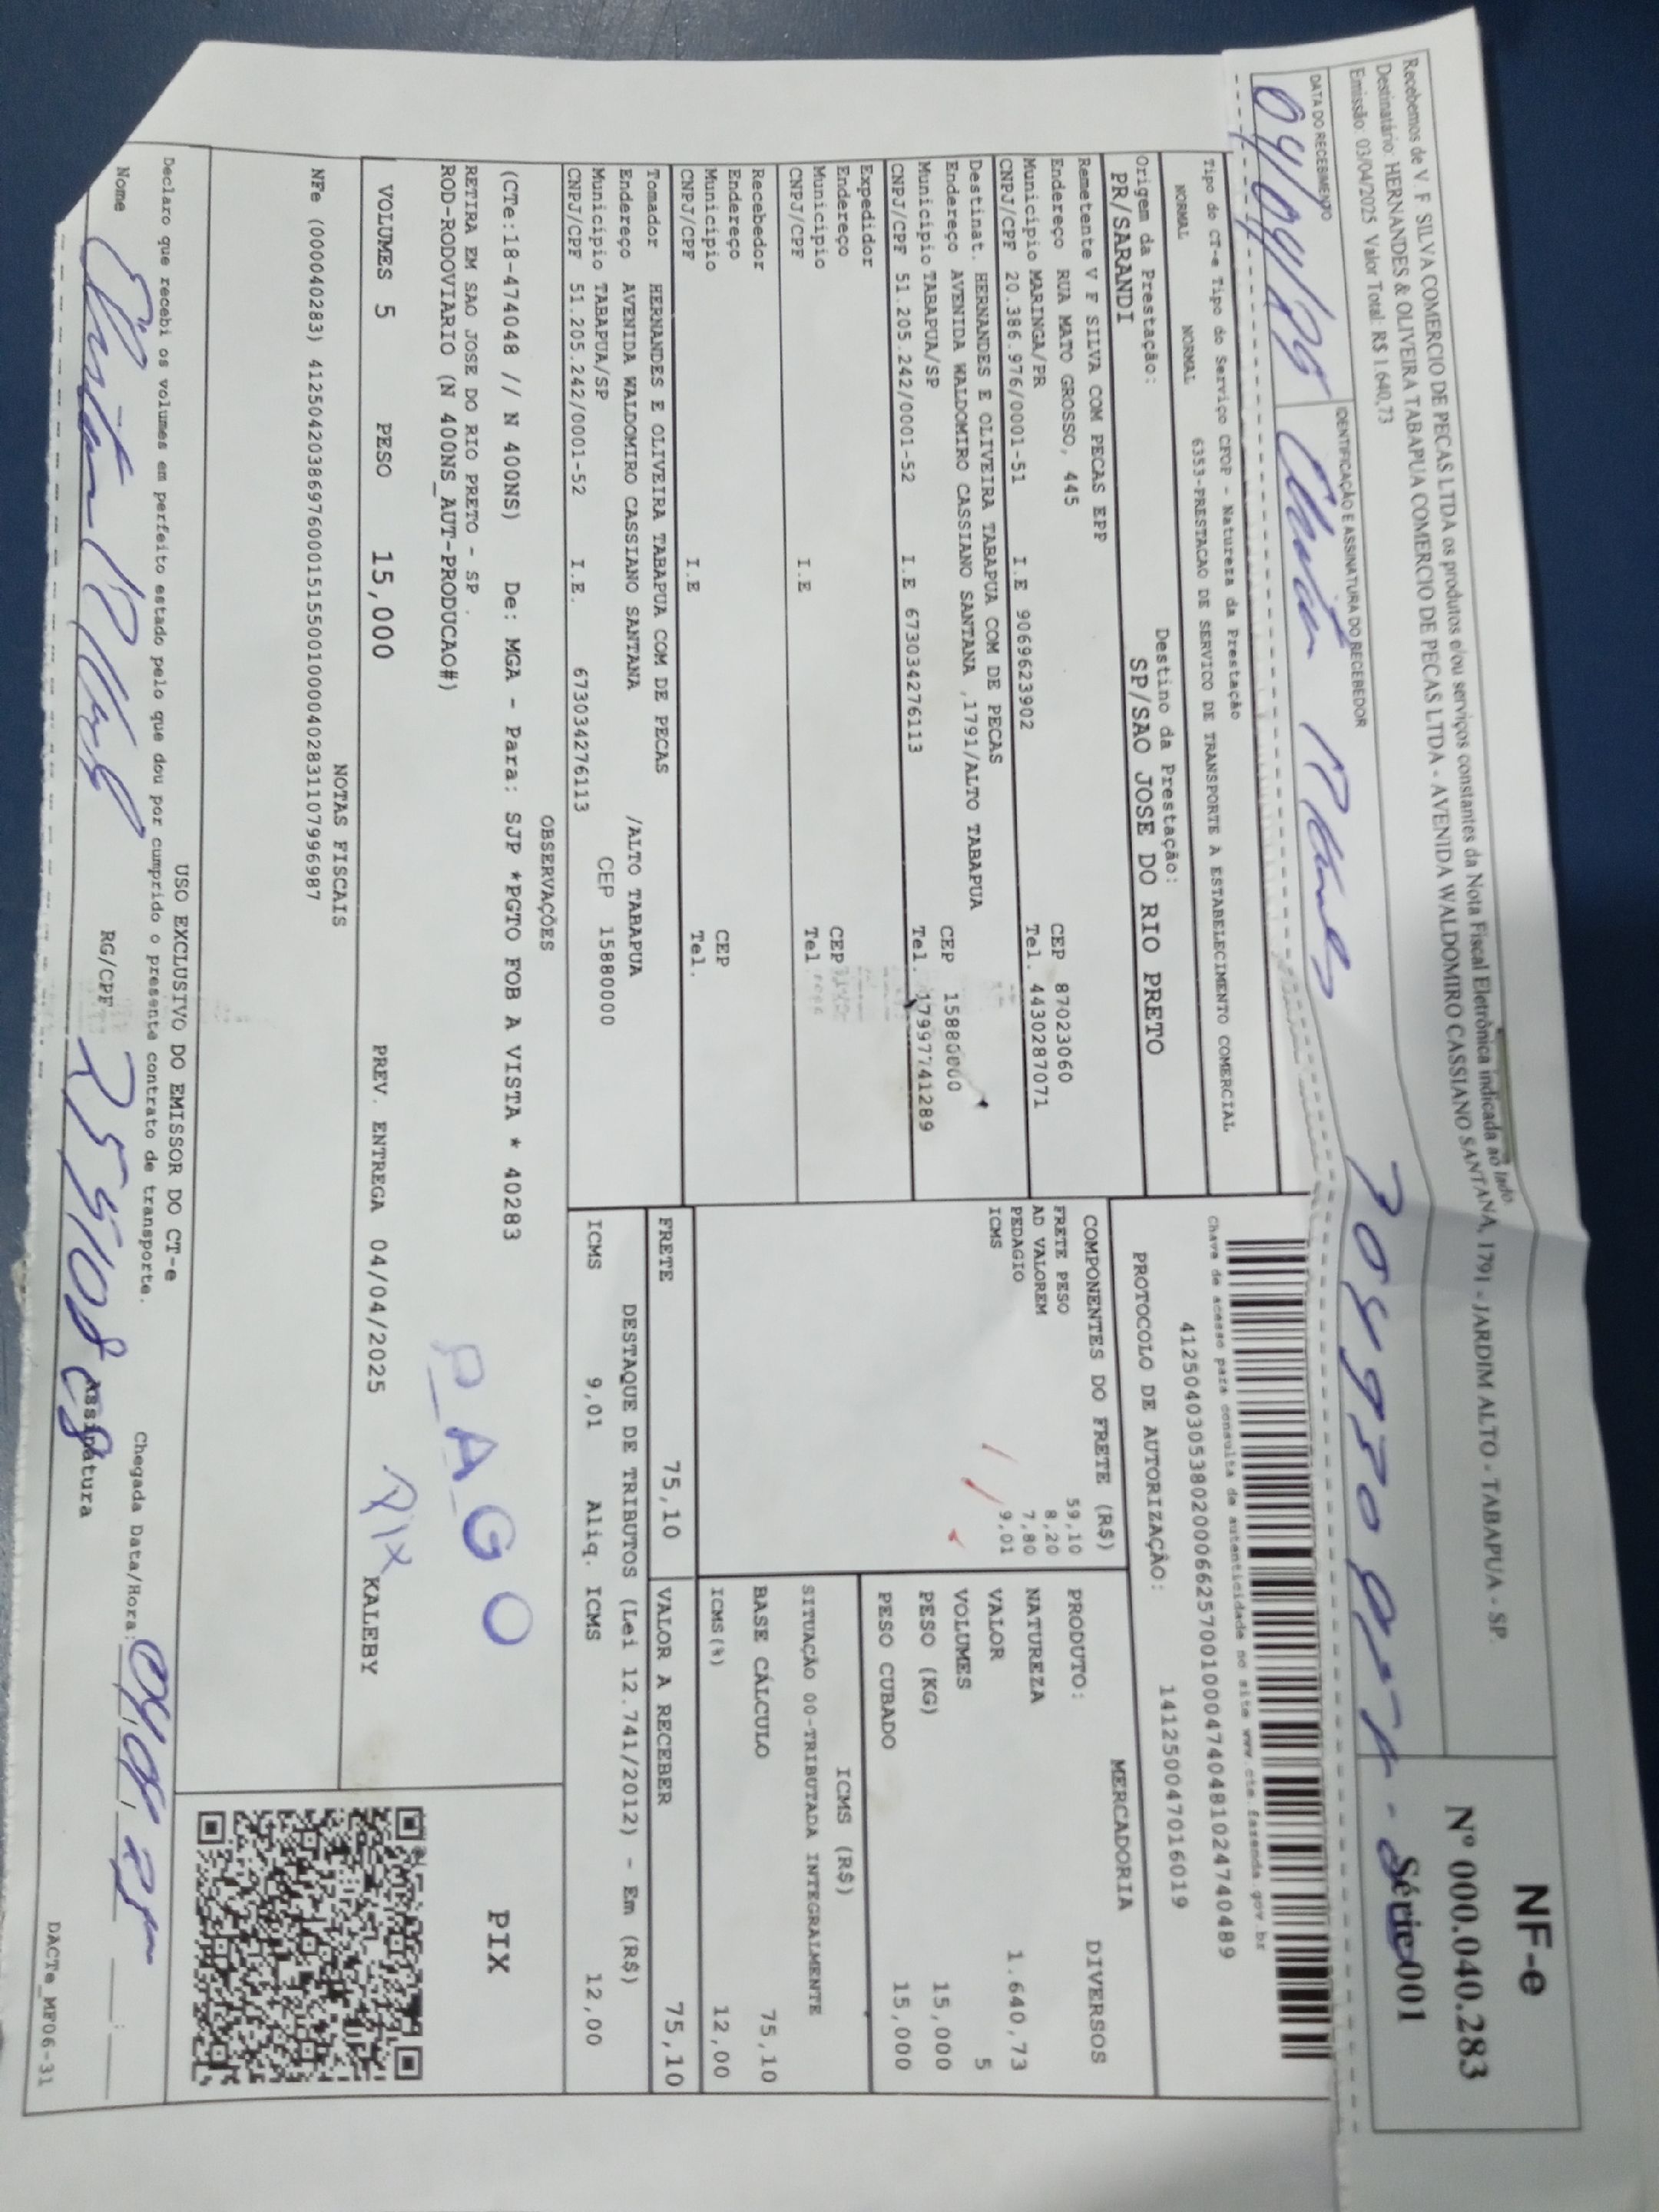 Recebemos de V. F. SILVA COMERCIO DE PECAS LTDA os produtos e/ou serviços constantes da Nota Fiscal Eletrônica indicada ao lado
Destinatário: HERNANDES & OLIVEIRA TABAPUA COMERCIO DE PECAS LTDA - AVENIDA WALDOMIRO CASSIANO SANTANA, 1791 - JARDIM ALTO - TABAPUA - SP.
Emissão: 03/04/2025 Valor Total: R$ 1.640,73
NF-e
Nº 000.040.283
Série 001
DATA DO RECEBIMENTO
IDENTIFICAÇÃO E ASSINATURA DO RECEBEDOR
04/04/25
Tipo do CT-e Tipo do Serviço CFOP - Natureza da Prestação
NORMAL NORMAL 6353-PRESTACAO DE SERVICO DE TRANSPORTE A ESTABELECIMENTO COMERCIAL
Chave de acesso para consulta de autenticidade no site www.cte.fazenda.gov.br
41250403053802000662570010004740481024740489
Origem da Prestação: Destino da Prestação:
PR/SARANDI SP/SAO JOSE DO RIO PRETO
PROTOCOLO DE AUTORIZAÇÃO: 141250047016019
Remetente V F SILVA COM PECAS EPP
Endereço RUA MATO GROSSO, 445 CEP 87023060
Município MARINGA/PR Tel. 4430287071
CNPJ/CPF 20.386.976/0001-51 I.E 9069623902
Destinat. HERNANDES E OLIVEIRA TABAPUA COM DE PECAS
Endereço AVENIDA WALDOMIRO CASSIANO SANTANA ,1791/ALTO TABAPUA CEP 15880000
Município TABAPUA/SP Tel. 17997741289
CNPJ/CPF 51.205.242/0001-52 I.E 673034276113
Expedidor
Endereço CEP
Município Tel
CNPJ/CPF I.E
Recebedor
Endereço CEP
Município Tel.
CNPJ/CPF I.E
Tomador HERNANDES E OLIVEIRA TABAPUA COM DE PECAS
Endereço AVENIDA WALDOMIRO CASSIANO SANTANA /ALTO TABAPUA
Município TABAPUA/SP CEP 15880000
CNPJ/CPF 51.205.242/0001-52 I.E. 673034276113
COMPONENTES DO FRETE (R$)
FRETE PESO 59,10
AD VALOREM 8,20
PEDAGIO 7,80
ICMS 9,01
MERCADORIA
PRODUTO: DIVERSOS
NATUREZA
VALOR 1.640,73
VOLUMES 5
PESO (KG) 15,000
PESO CUBADO 15,000
ICMS (R$)
SITUAÇÃO 00-TRIBUTADA INTEGRALMENTE
BASE CÁLCULO 75,10
ICMS(%) 12,00
FRETE 75,10 VALOR A RECEBER 75,10
DESTAQUE DE TRIBUTOS (Lei 12.741/2012) - Em (R$)
ICMS 9,01 Aliq. ICMS 12,00
OBSERVAÇÕES
(CTe:18-474048 // N 400NS) De: MGA - Para: SJP *PGTO FOB A VISTA * 40283
RETIRA EM SAO JOSE DO RIO PRETO - SP .
ROD-RODOVIARIO (N 400NS_AUT-PRODUCAO#)
PAGO
PIX
PIX
VOLUMES 5 PESO 15,000 PREV. ENTREGA 04/04/2025 KALEBY
NOTAS FISCAIS
NFe (000040283) 41250420386976000151550010000402831107996987
USO EXCLUSIVO DO EMISSOR DO CT-e
Declaro que recebi os volumes em perfeito estado pelo que dou por cumprido o presente contrato de transporte. Chegada Data/Hora:
Nome RG/CPF Assinatura
DACTe_MF06-31